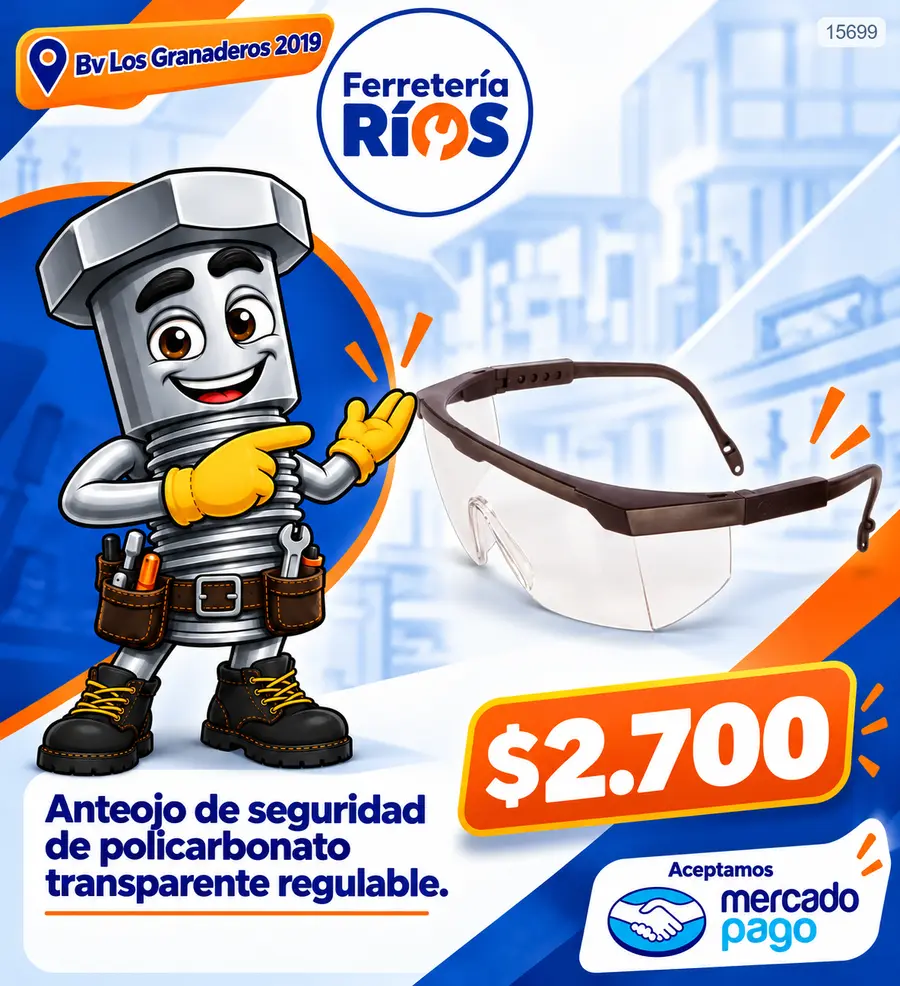 Bv Los Granaderos 2019
Ferretería
RÍOS
15699
$2.700
Anteojo de seguridad
de policarbonato
transparente regulable.
Aceptamos
mercado
pago